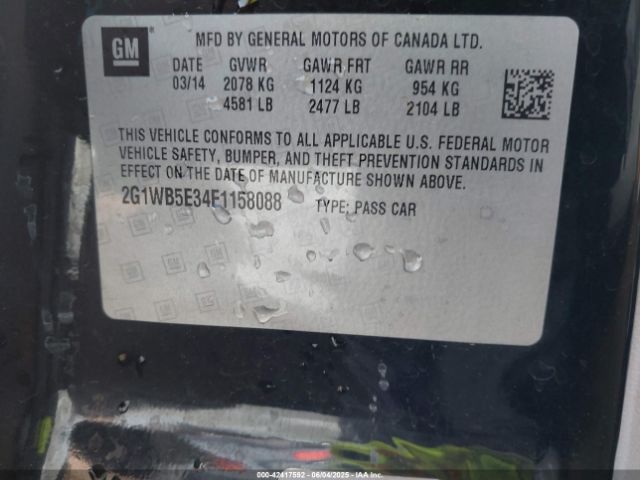 GM
MFD BY GENERAL MOTORS OF CANADA LTD.
DATE GVWR GAWR FRT GAWR RR
03/14 2078 KG 1124 KG 954 KG
4581 LB 2477 LB 2104 LB
THIS VEHICLE CONFORMS TO ALL APPLICABLE U.S. FEDERAL MOTOR
VEHICLE SAFETY, BUMPER, AND THEFT PREVENTION STANDARDS IN
EFFECT ON THE DATE OF MANUFACTURE SHOWN ABOVE.
2G1WB5E34E1158088 TYPE: PASS CAR
000-42417592 - 06/04/2025 - IAAI.COM